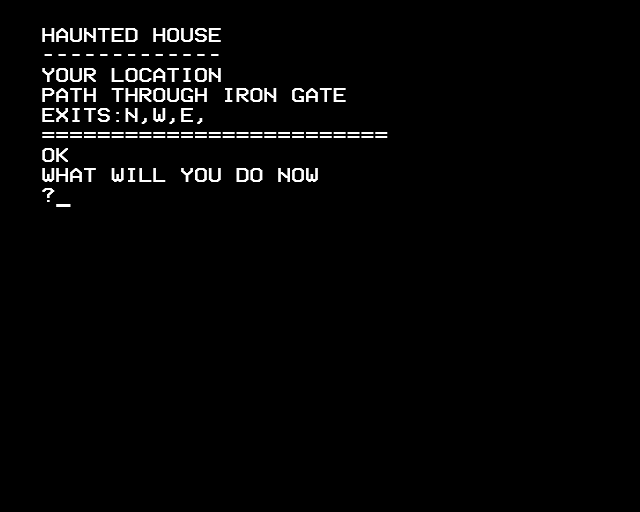 HAUNTED HOUSE
-------------
YOUR LOCATION
PATH THROUGH IRON GATE
EXITS:N,W,E,
=========================
OK
WHAT WILL YOU DO NOW
?_